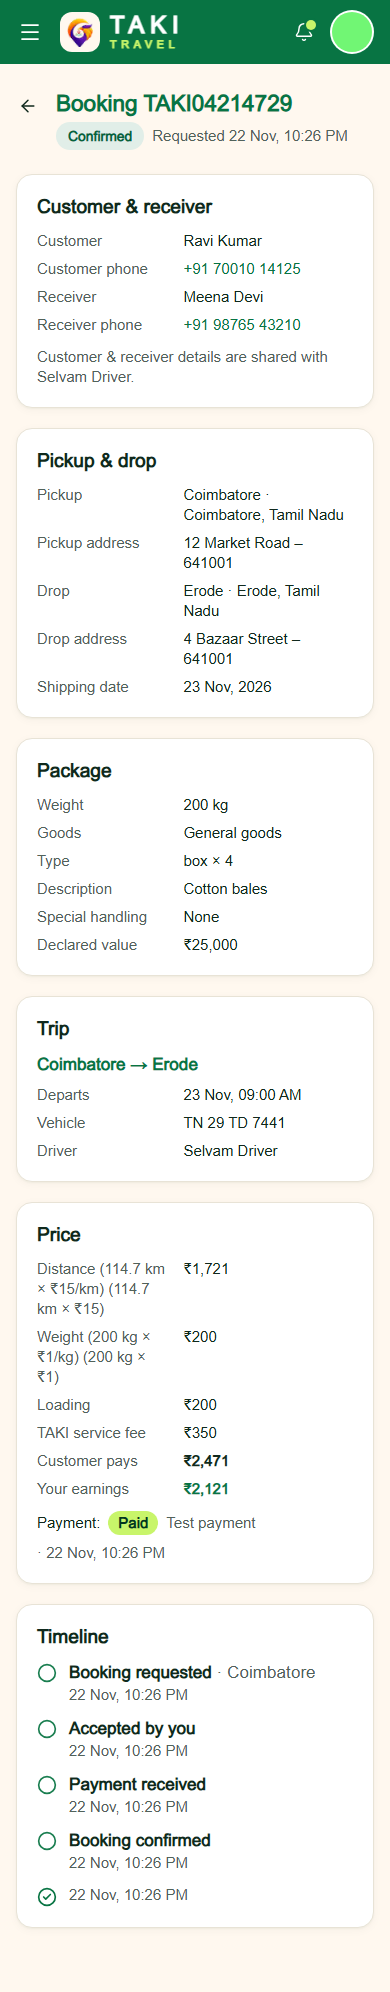 TAKI
TRAVEL
Booking TAKI04214729
Confirmed Requested 22 Nov, 10:26 PM
Customer & receiver
Customer Ravi Kumar
Customer phone +91 70010 14125
Receiver Meena Devi
Receiver phone +91 98765 43210
Customer & receiver details are shared with
Selvam Driver.
Pickup & drop
Pickup Coimbatore ·
Coimbatore, Tamil Nadu
Pickup address 12 Market Road –
641001
Drop Erode · Erode, Tamil
Nadu
Drop address 4 Bazaar Street –
641001
Shipping date 23 Nov, 2026
Package
Weight 200 kg
Goods General goods
Type box × 4
Description Cotton bales
Special handling None
Declared value ₹25,000
Trip
Coimbatore → Erode
Departs 23 Nov, 09:00 AM
Vehicle TN 29 TD 7441
Driver Selvam Driver
Price
Distance (114.7 km ₹1,721
× ₹15/km) (114.7
km × ₹15)
Weight (200 kg × ₹200
₹1/kg) (200 kg ×
₹1)
Loading ₹200
TAKI service fee ₹350
Customer pays ₹2,471
Your earnings ₹2,121
Payment: Paid Test payment
· 22 Nov, 10:26 PM
Timeline
Booking requested · Coimbatore
22 Nov, 10:26 PM
Accepted by you
22 Nov, 10:26 PM
Payment received
22 Nov, 10:26 PM
Booking confirmed
22 Nov, 10:26 PM
22 Nov, 10:26 PM